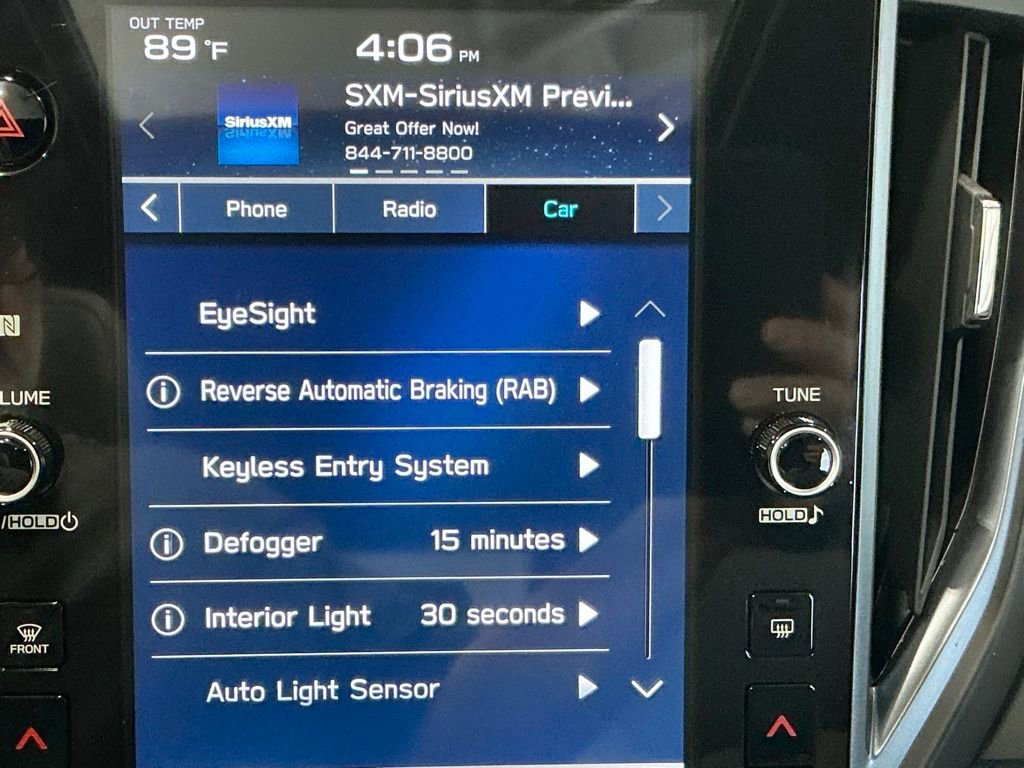 OUT TEMP
89 °F
4:06 PM
SiriusXM
SXM-SiriusXM Previ...
Great Offer Now!
844-711-8800
Phone
Radio
Car
EyeSight
Reverse Automatic Braking (RAB)
Keyless Entry System
Defogger 15 minutes
Interior Light 30 seconds
Auto Light Sensor
N
LUME
/HOLD
FRONT
TUNE
HOLD